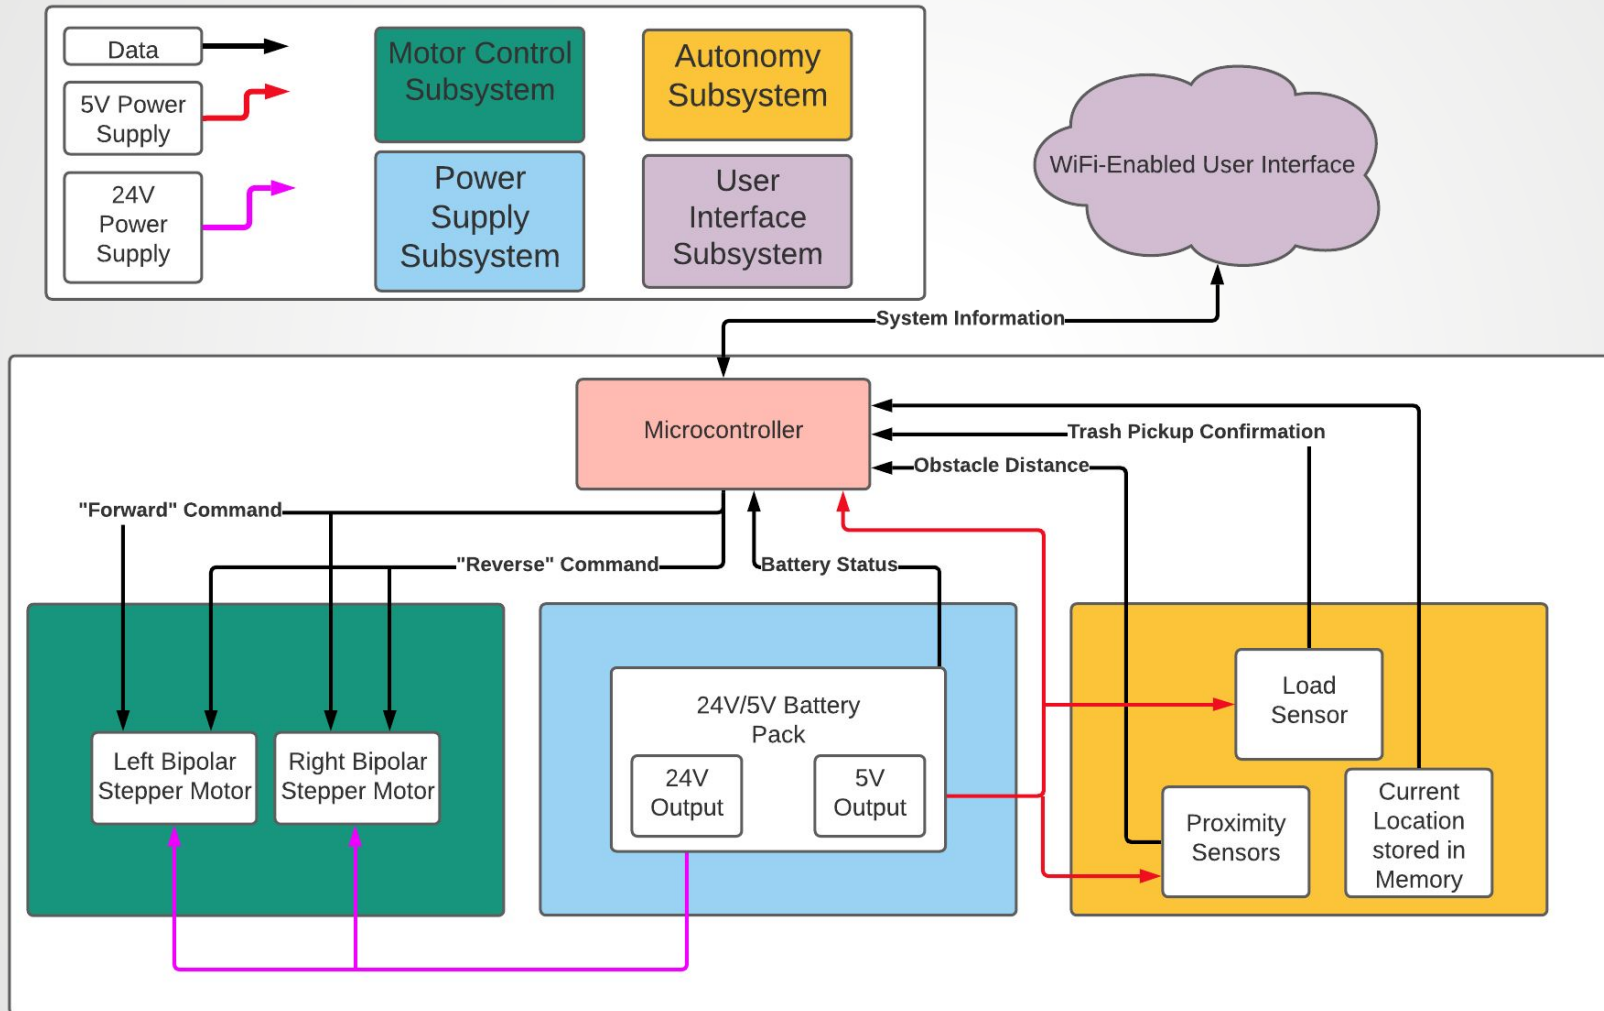 Data
5V Power
Supply
24V
Power
Supply
Motor Control
Subsystem
Autonomy
Subsystem
Power
Supply
Subsystem
User
Interface
Subsystem
WiFi-Enabled User Interface
System Information
Microcontroller
Trash Pickup Confirmation
Obstacle Distance
"Forward" Command
"Reverse" Command
Battery Status
Left Bipolar
Stepper Motor
Right Bipolar
Stepper Motor
24V/5V Battery
Pack
24V
Output
5V
Output
Load
Sensor
Proximity
Sensors
Current
Location
stored in
Memory